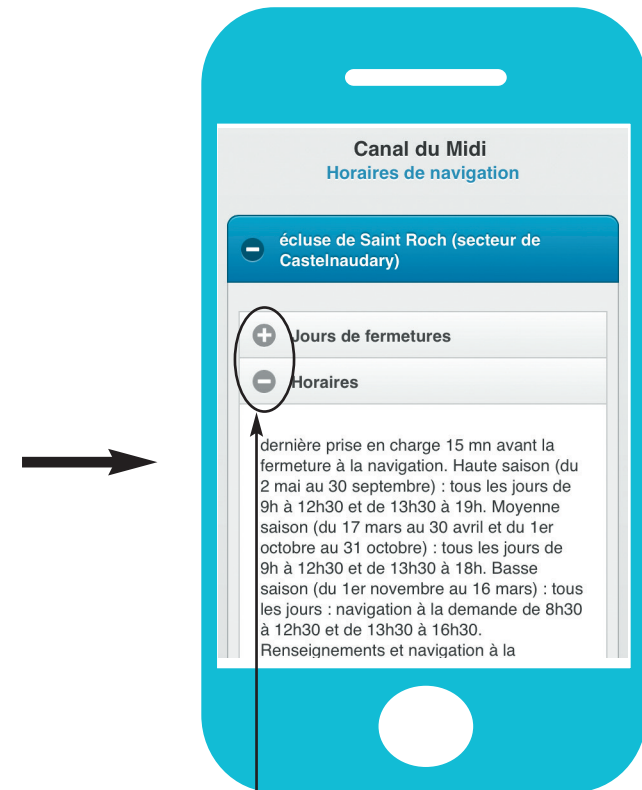 Canal du Midi
Horaires de navigation
écluse de Saint Roch (secteur de
Castelnaudary)
Jours de fermetures
Horaires
dernière prise en charge 15 mn avant la
fermeture à la navigation. Haute saison (du
2 mai au 30 septembre) : tous les jours de
9h à 12h30 et de 13h30 à 19h. Moyenne
saison (du 17 mars au 30 avril et du 1er
octobre au 31 octobre) : tous les jours de
9h à 12h30 et de 13h30 à 18h. Basse
saison (du 1er novembre au 16 mars) : tous
les jours : navigation à la demande de 8h30
à 12h30 et de 13h30 à 16h30.
Renseignements et navigation à la